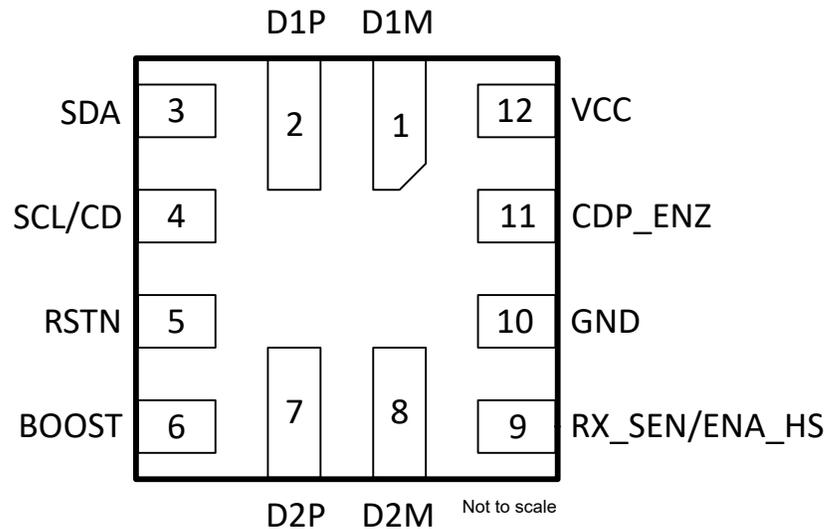 D1P D1M
SDA 3 2 1 12 VCC
SCL/CD 4 11 CDP_ENZ
RSTN 5 10 GND
BOOST 6 7 8 9 RX_SEN/ENA_HS
D2P D2M Not to scale